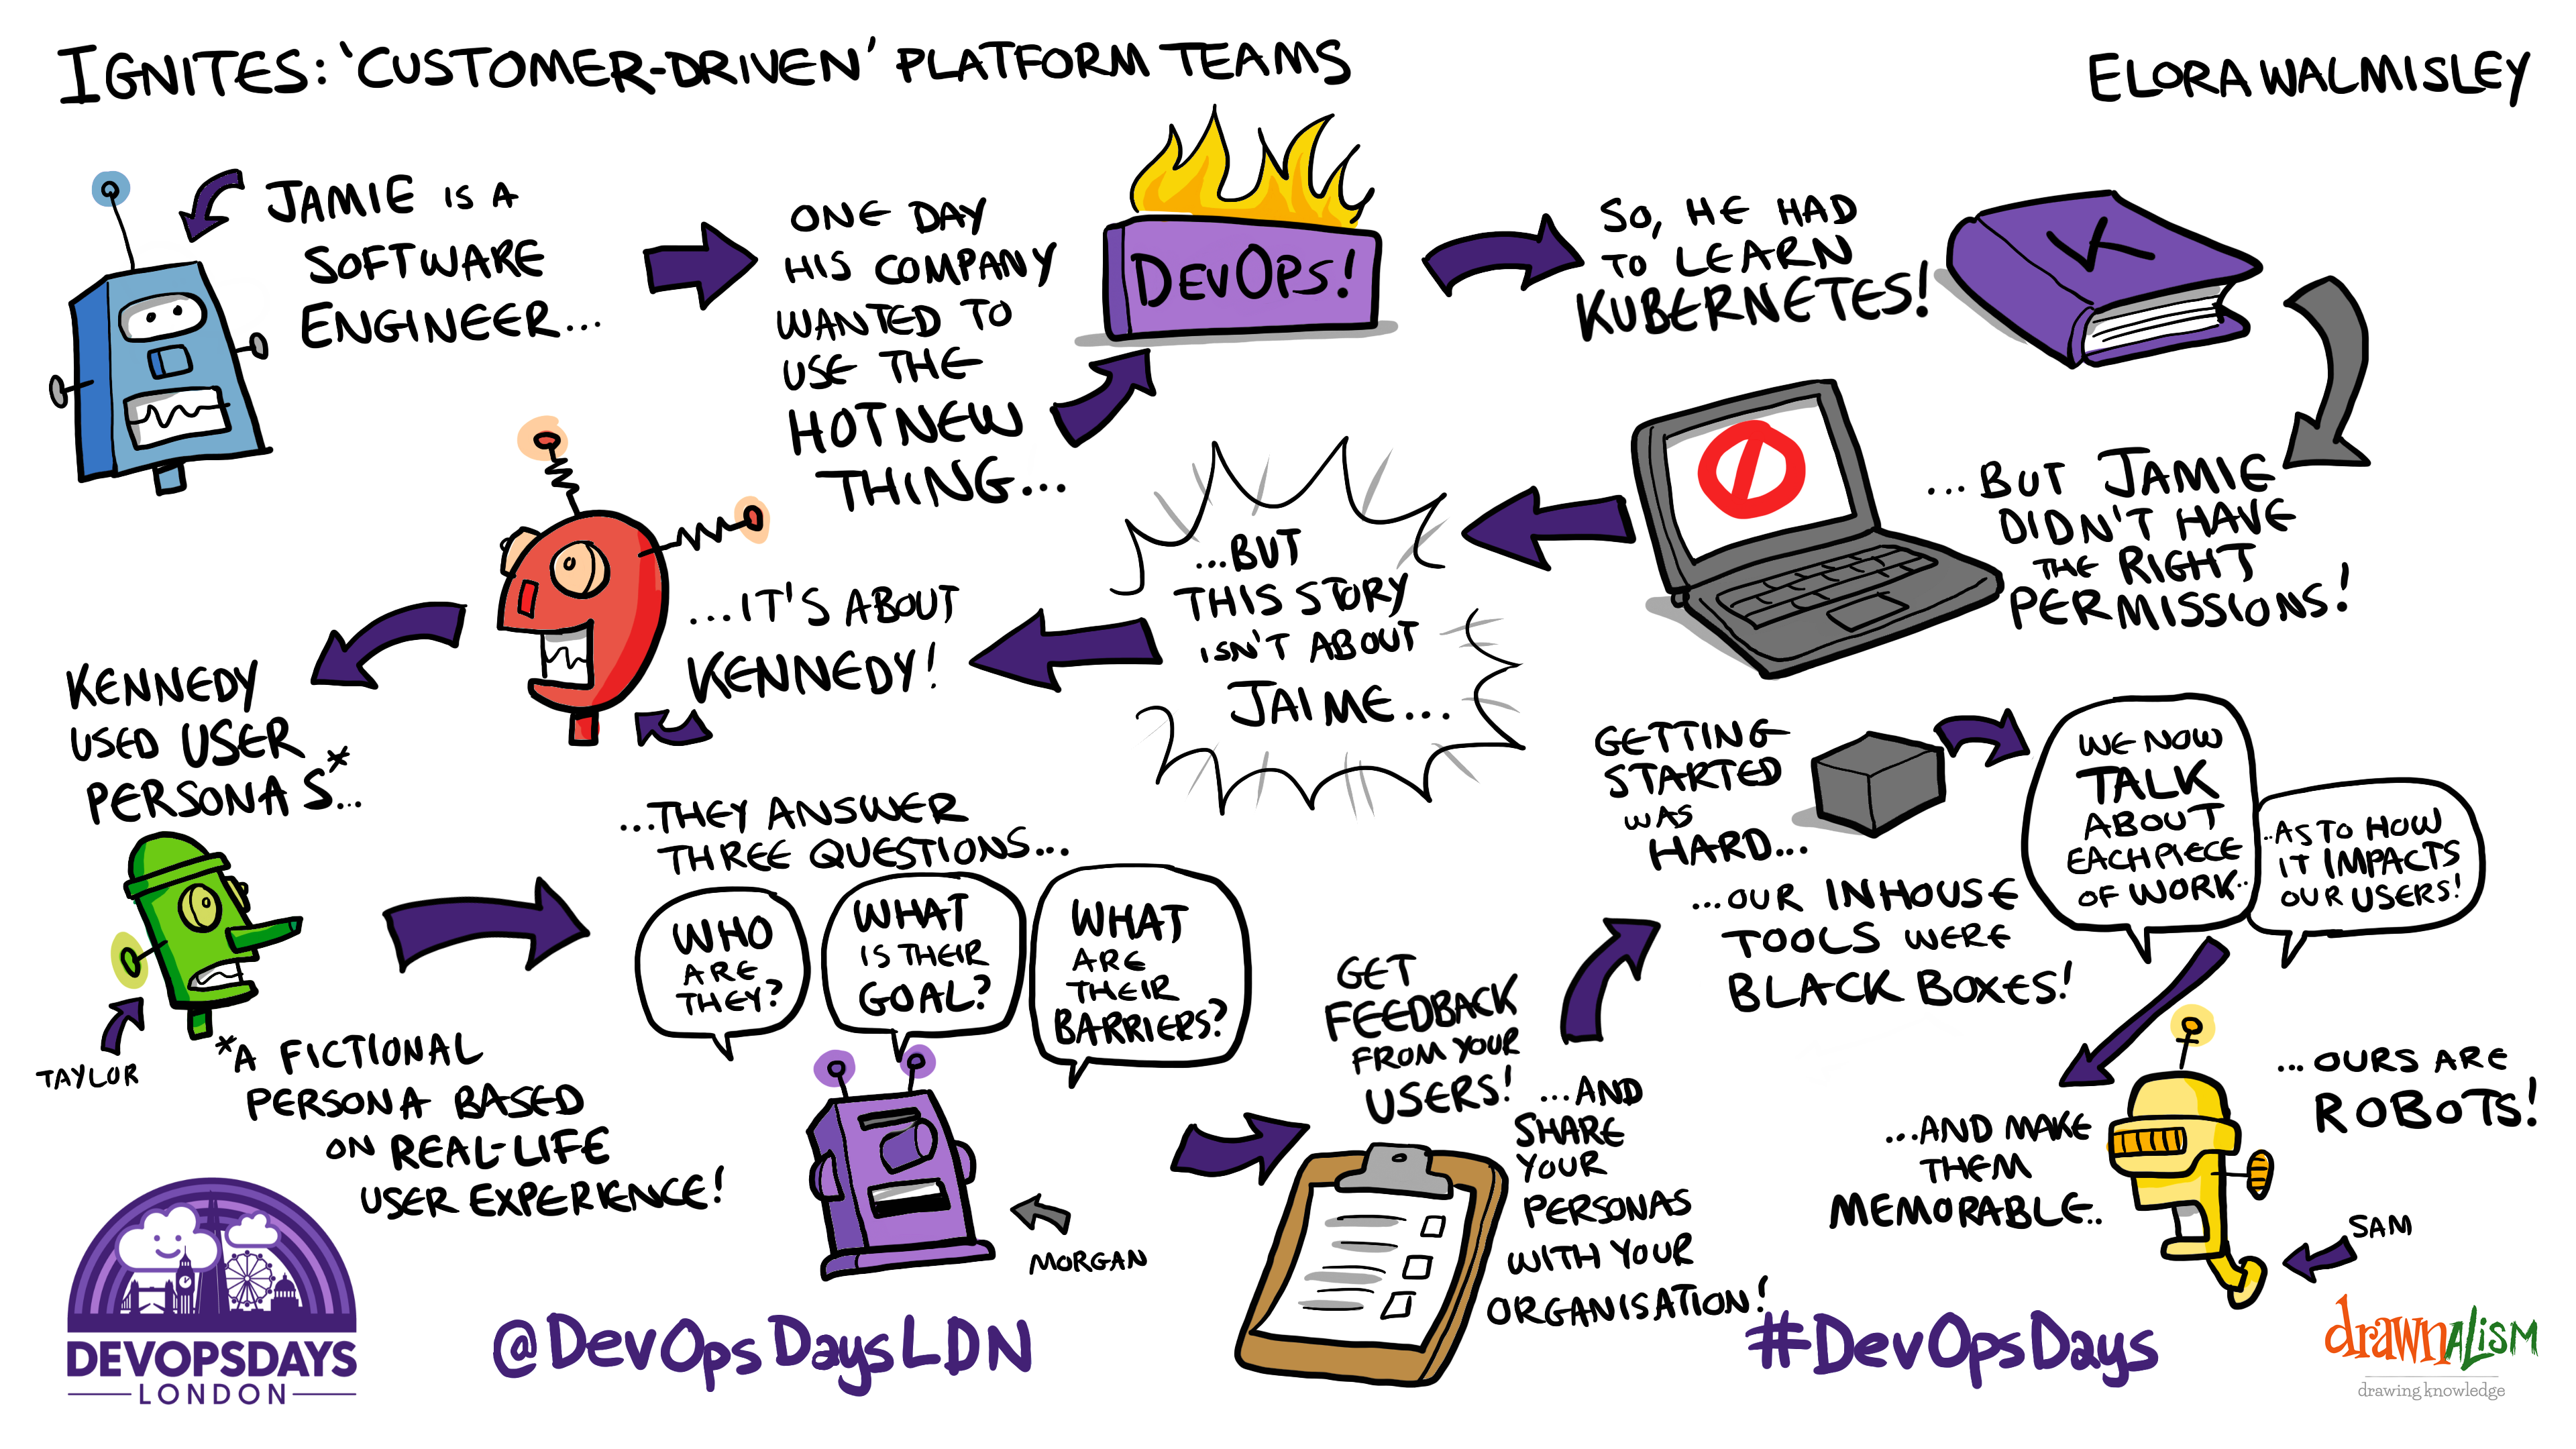 IGNITES: 'CUSTOMER-DRIVEN' PLATFORM TEAMS
ELORA WALMISLEY
JAMIE IS A
SOFTWARE
ENGINEER...
ONE DAY
HIS COMPANY
WANTED TO
USE THE
HOT NEW
THING...
DEVOPS!
SO, HE HAD
TO LEARN
KUBERNETES!
K
...BUT JAMIE
DIDN'T HAVE
THE RIGHT
PERMISSIONS!
...BUT
THIS STORY
ISN'T ABOUT
JAIME...
...IT'S ABOUT
KENNEDY!
KENNEDY
USED USER
PERSONAS*...
TAYLOR
*A FICTIONAL
PERSONA BASED
ON REAL-LIFE
USER EXPERIENCE!
...THEY ANSWER
THREE QUESTIONS...
WHO
ARE
THEY?
WHAT
IS THEIR
GOAL?
WHAT
ARE
THEIR
BARRIERS?
MORGAN
GET
FEEDBACK
FROM YOUR
USERS!
...AND
SHARE
YOUR
PERSONAS
WITH YOUR
ORGANISATION!
GETTING
STARTED
WAS
HARD...
...OUR INHOUSE
TOOLS WERE
BLACK BOXES!
WE NOW
TALK
ABOUT
EACH PIECE
OF WORK..
..AS TO HOW
IT IMPACTS
OUR USERS!
...AND MAKE
THEM
MEMORABLE..
...OURS ARE
ROBOTS!
SAM
DEVOPSDAYS
LONDON
@DevOpsDaysLDN
#DevOpsDays
drawnalism
drawing knowledge